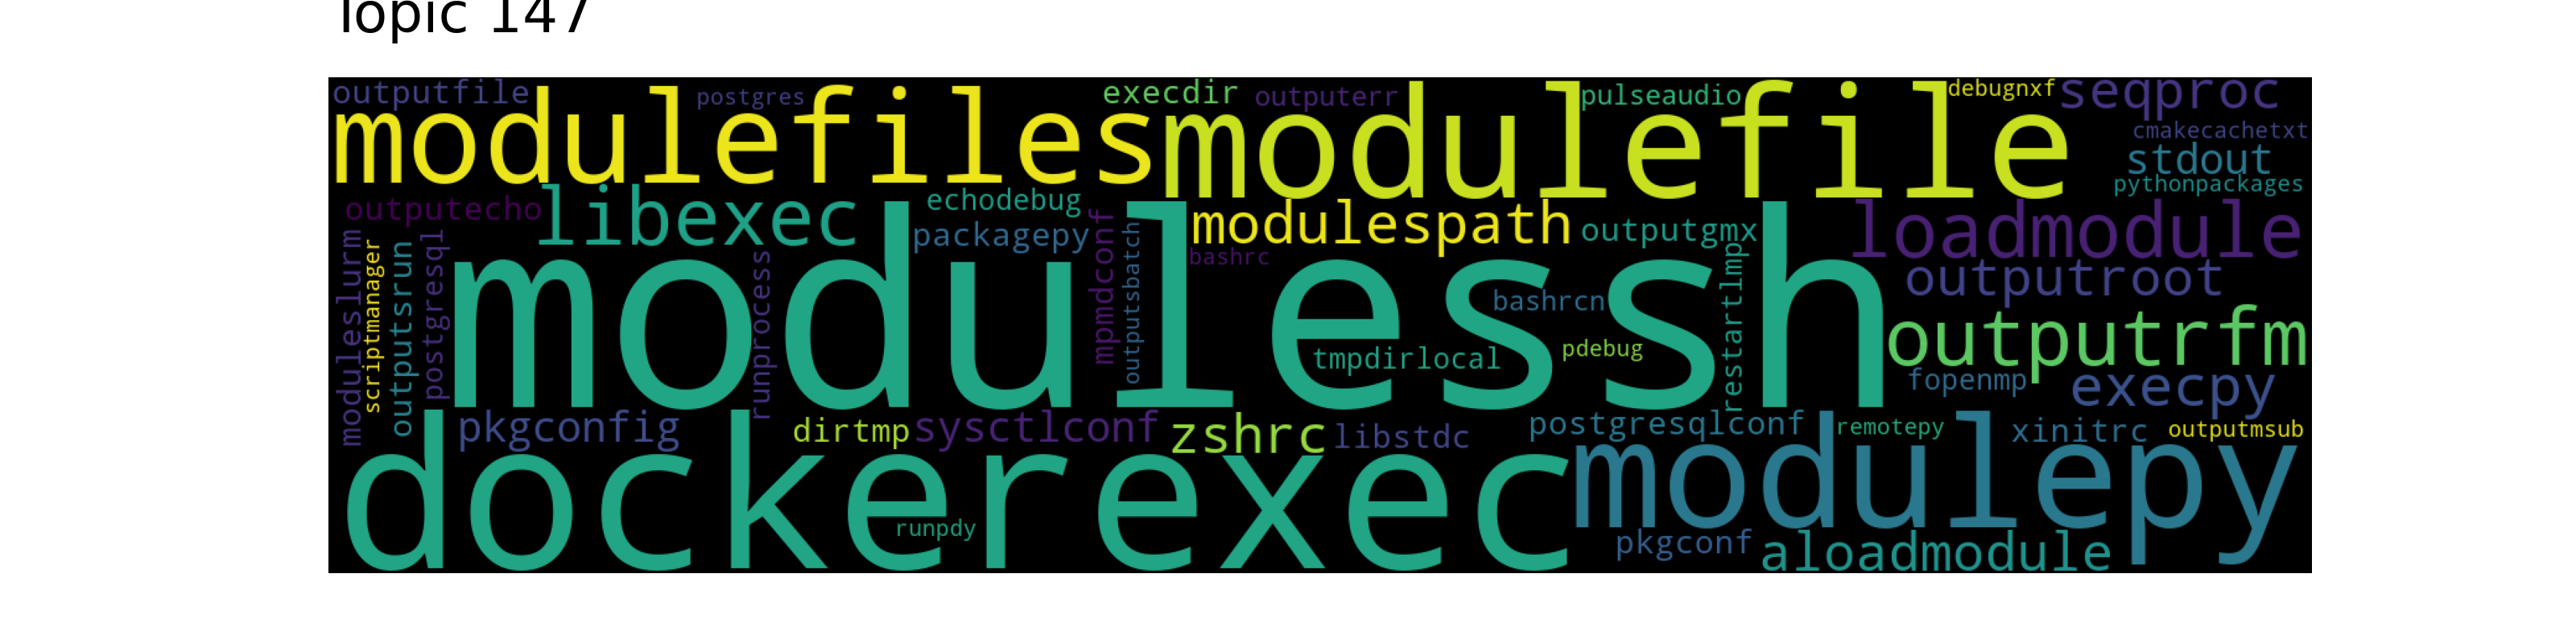 Topic 147
outputfile postgres execdir outputerr pulseaudio debugnxf seqproc
modulefiles modulefile cmakecachetxt
stdout
pythonpackages
outputecho libexec echodebug modulespath outputgmx loadmodule
packagepy bashrc outputroot
moduleslurm scriptmanager outputsrun postgresql modulessh runprocess mpmdconf outputsbatch bashrcn restartlmp
tmpdirlocal pdebug outputrfm
fopenmp execpy
pkgconfig dirtmp sysctlconf zshrc libstdc postgresqlconf remotepy xinitrc outputmsub
dockerexec modulepy
runpdy pkgconf aloadmodule